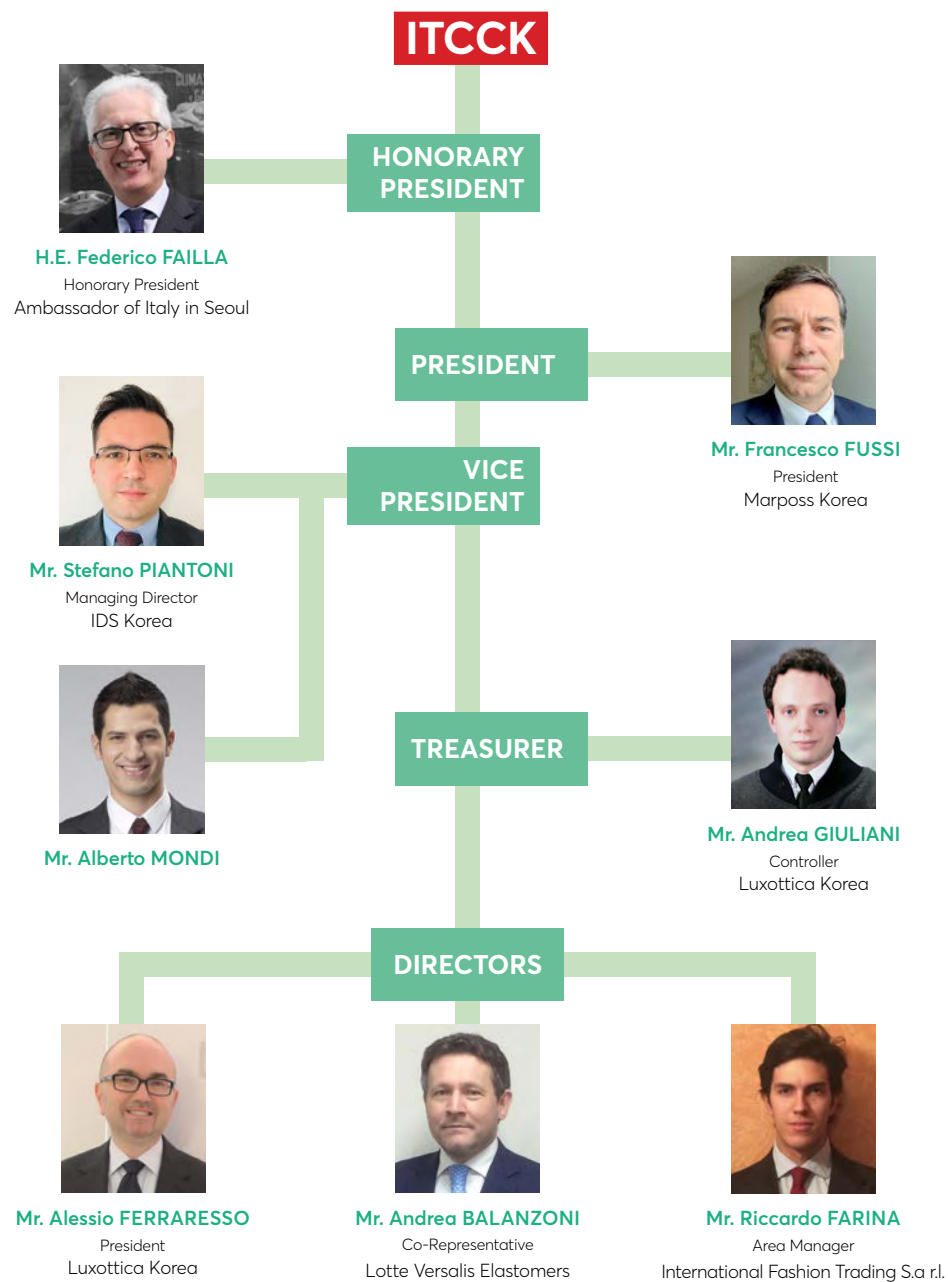 ITCCK
HONORARY
PRESIDENT
H.E. Federico FAILLA
Honorary President
Ambassador of Italy in Seoul
PRESIDENT
Mr. Francesco FUSSI
President
Marposs Korea
VICE
PRESIDENT
Mr. Stefano PIANTONI
Managing Director
IDS Korea
Mr. Alberto MONDI
TREASURER
Mr. Andrea GIULIANI
Controller
Luxottica Korea
DIRECTORS
Mr. Alessio FERRARESSO
President
Luxottica Korea
Mr. Andrea BALANZONI
Co-Representative
Lotte Versalis Elastomers
Mr. Riccardo FARINA
Area Manager
International Fashion Trading S.a r.l.